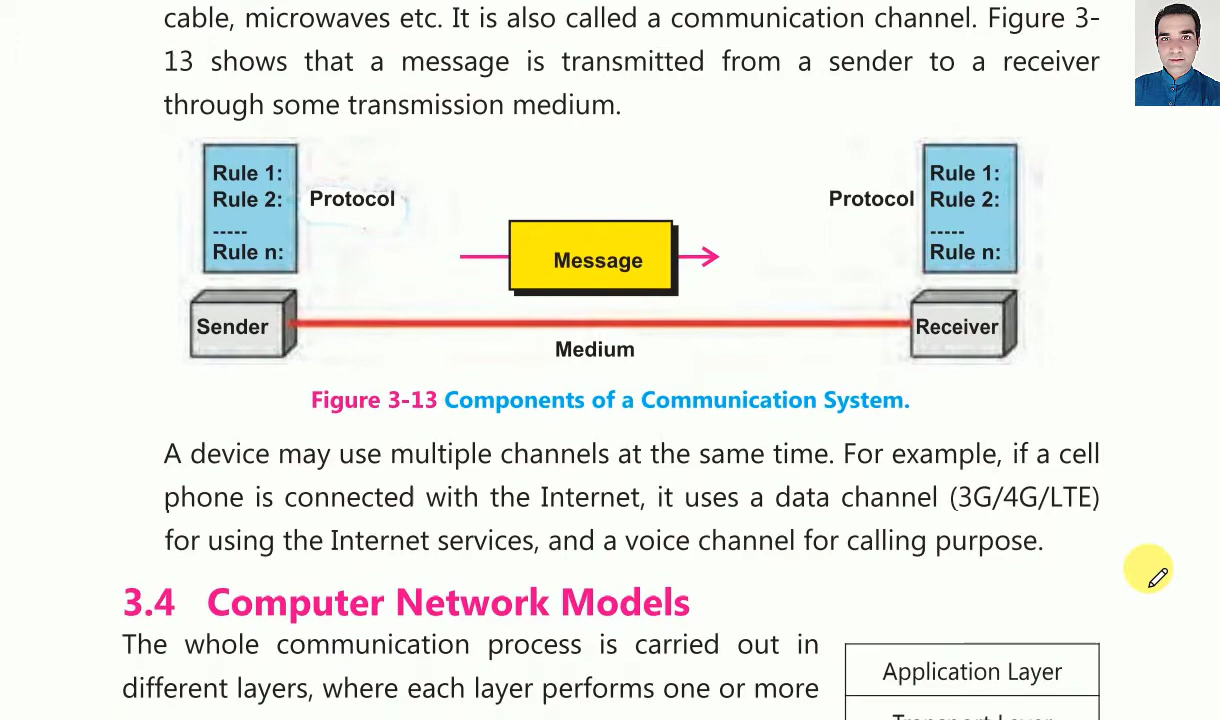 cable, microwaves etc. It is also called a communication channel. Figure 3-
13 shows that a message is transmitted from a sender to a receiver
through some transmission medium.
Rule 1:
Rule 2:
-----
Rule n:
Protocol
Message
Protocol
Rule 1:
Rule 2:
-----
Rule n:
Sender
Receiver
Medium
Figure 3-13 Components of a Communication System.
A device may use multiple channels at the same time. For example, if a cell
phone is connected with the Internet, it uses a data channel (3G/4G/LTE)
for using the Internet services, and a voice channel for calling purpose.
3.4 Computer Network Models
The whole communication process is carried out in
different layers, where each layer performs one or more
Application Layer
Transport Layer